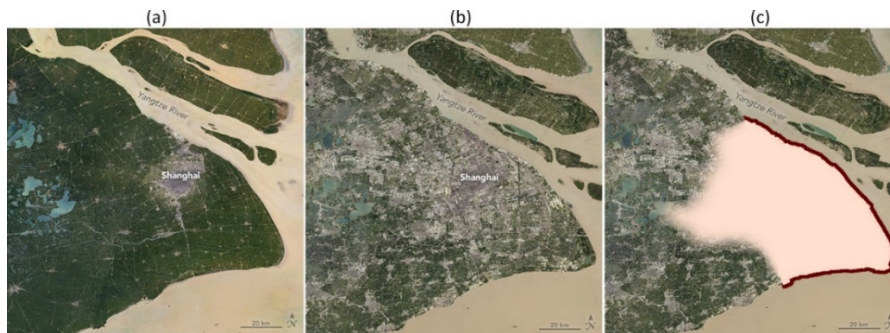 (a)
(b)
(c)
Yangtze River
Shanghai
20 km
N
Yangtze River
Shanghai
20 km
N
Yangtze River
20 km
N